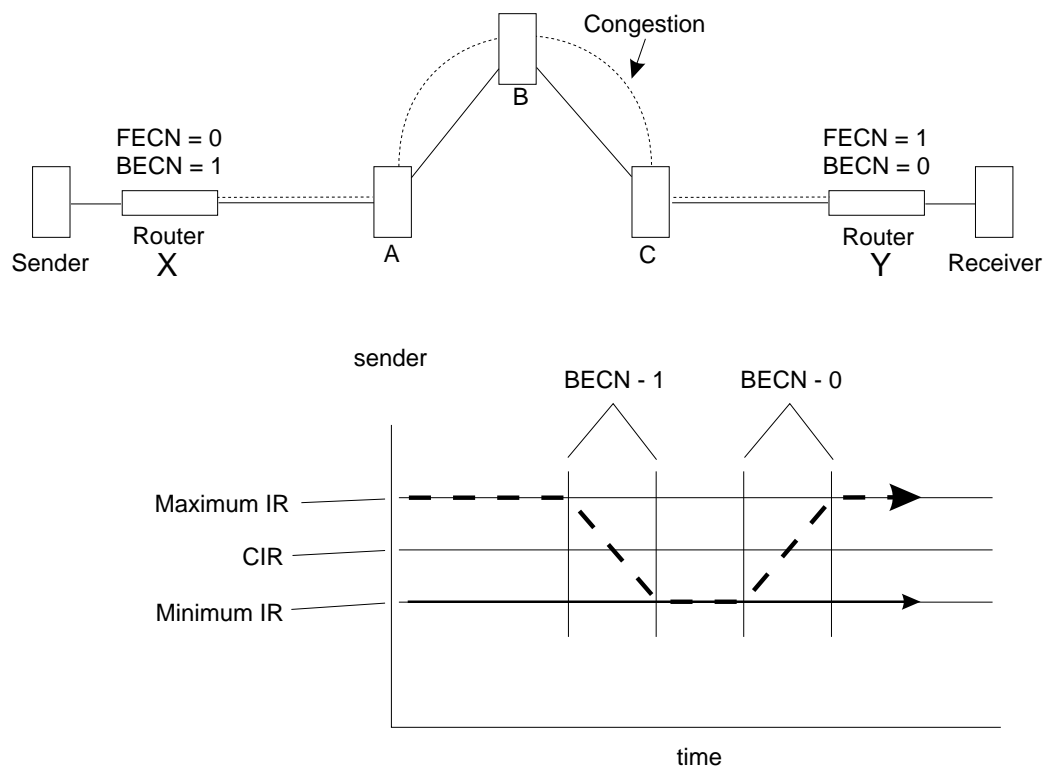 Congestion
B
FECN = 0
BECN = 1
FECN = 1
BECN = 0
Router
X
Sender
A
C
Router
Y
Receiver
sender
BECN - 1
BECN - 0
Maximum IR
CIR
Minimum IR
time